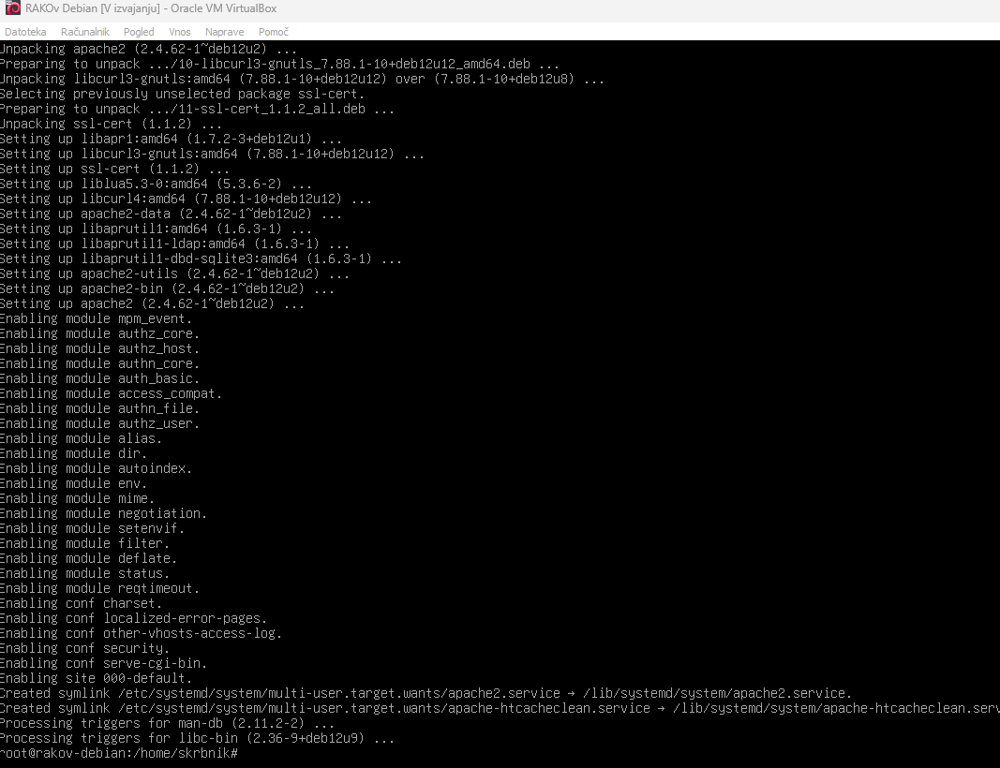 RAKOv Debian [V izvajanju] - Oracle VM VirtualBox
Datoteka Računalnik Pogled Vnos Naprave Pomoč
Unpacking apache2 (2.4.62-1~deb12u2) ...
Preparing to unpack .../10-libcurl3-gnutls_7.88.1-10+deb12u12_amd64.deb ...
Unpacking libcurl3-gnutls:amd64 (7.88.1-10+deb12u12) over (7.88.1-10+deb12u8) ...
Selecting previously unselected package ssl-cert.
Preparing to unpack .../11-ssl-cert_1.1.2_all.deb ...
Unpacking ssl-cert (1.1.2) ...
Setting up libapr1:amd64 (1.7.2-3+deb12u1) ...
Setting up libcurl3-gnutls:amd64 (7.88.1-10+deb12u12) ...
Setting up ssl-cert (1.1.2) ...
Setting up liblua5.3-0:amd64 (5.3.6-2) ...
Setting up libcurl4:amd64 (7.88.1-10+deb12u12) ...
Setting up apache2-data (2.4.62-1~deb12u2) ...
Setting up libaprutil1:amd64 (1.6.3-1) ...
Setting up libaprutil1-ldap:amd64 (1.6.3-1) ...
Setting up libaprutil1-dbd-sqlite3:amd64 (1.6.3-1) ...
Setting up apache2-utils (2.4.62-1~deb12u2) ...
Setting up apache2-bin (2.4.62-1~deb12u2) ...
Setting up apache2 (2.4.62-1~deb12u2) ...
Enabling module mpm_event.
Enabling module authz_core.
Enabling module authz_host.
Enabling module authn_core.
Enabling module auth_basic.
Enabling module access_compat.
Enabling module authn_file.
Enabling module authz_user.
Enabling module alias.
Enabling module dir.
Enabling module autoindex.
Enabling module env.
Enabling module mime.
Enabling module negotiation.
Enabling module setenvif.
Enabling module filter.
Enabling module deflate.
Enabling module status.
Enabling module reqtimeout.
Enabling conf charset.
Enabling conf localized-error-pages.
Enabling conf other-vhosts-access-log.
Enabling conf security.
Enabling conf serve-cgi-bin.
Enabling site 000-default.
Created symlink /etc/systemd/system/multi-user.target.wants/apache2.service → /lib/systemd/system/apache2.service.
Created symlink /etc/systemd/system/multi-user.target.wants/apache-htcacheclean.service → /lib/systemd/system/apache-htcacheclean.serv
Processing triggers for man-db (2.11.2-2) ...
Processing triggers for libc-bin (2.36-9+deb12u9) ...
root@rakov-debian:/home/skrbnik#